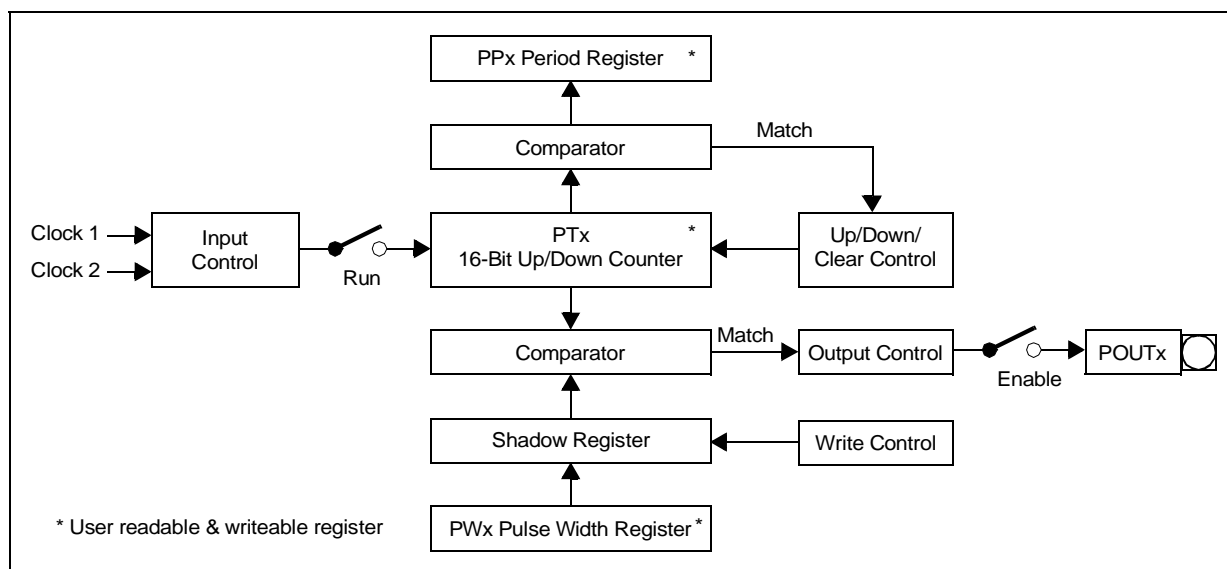 PPx Period Register *
Comparator
Match
Clock 1
Clock 2
Input
Control
Run
PTx *
16-Bit Up/Down Counter
Up/Down/
Clear Control
Comparator
Match
Output Control
Enable
POUTx
Shadow Register
Write Control
* User readable & writeable register
PWx Pulse Width Register *